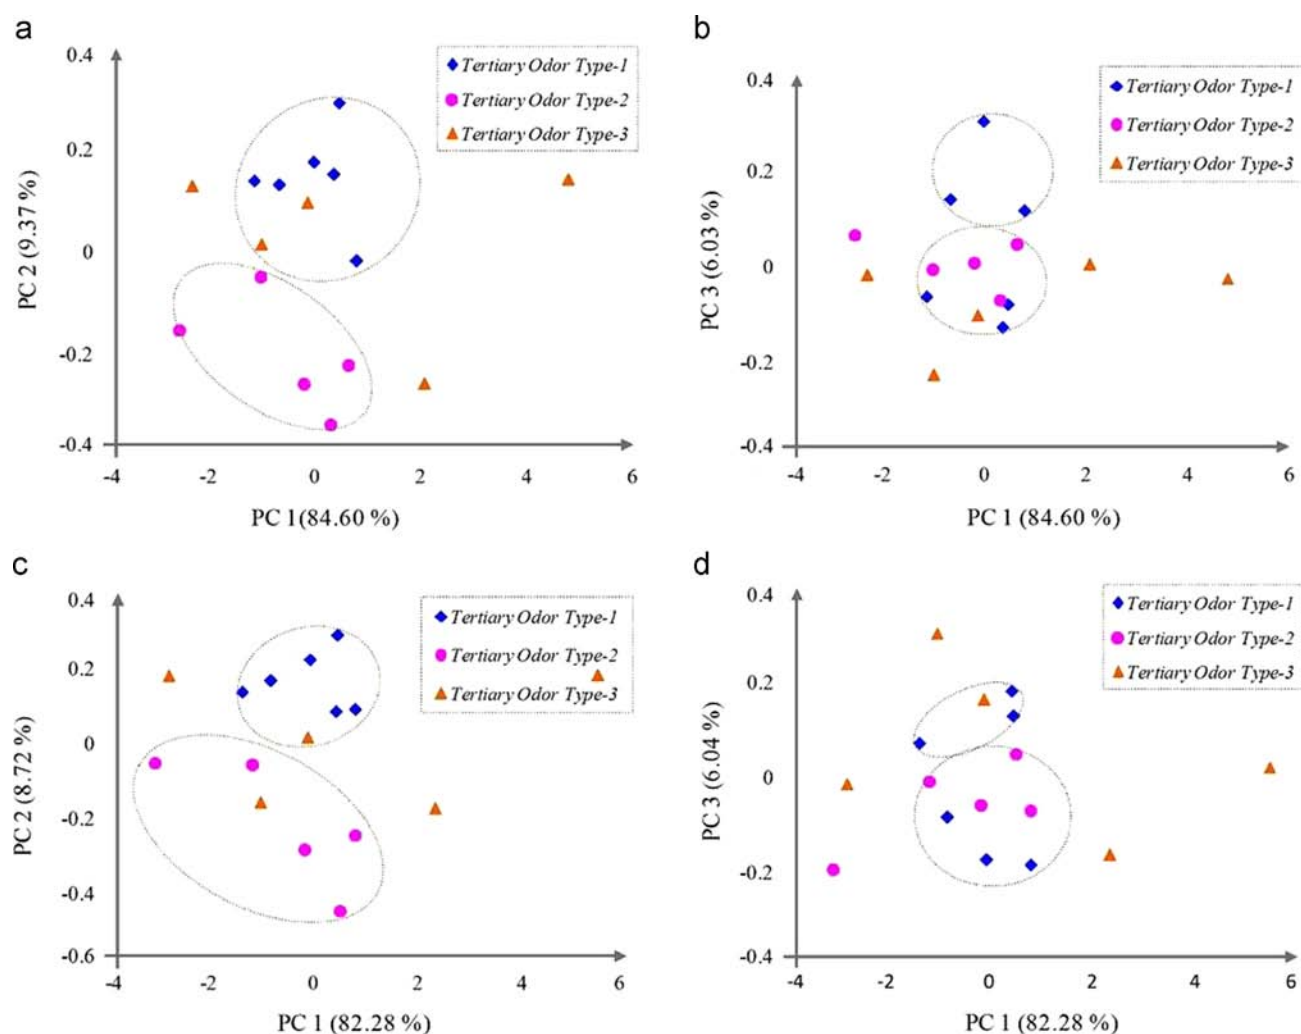 a
0.4
0.2
0
-0.2
-0.4
-4
-2
0
2
4
6
PC 2 (9.37 %)
PC 1(84.60 %)
Tertiary Odor Type-1
Tertiary Odor Type-2
Tertiary Odor Type-3
b
0.4
0.2
0
-0.2
-0.4
-4
-2
0
2
4
6
PC 3 (6.03 %)
PC 1 (84.60 %)
Tertiary Odor Type-1
Tertiary Odor Type-2
Tertiary Odor Type-3
c
0.4
0.2
0
-0.2
-0.4
-0.6
-4
-2
0
2
4
6
PC 2 (8.72 %)
PC 1 (82.28 %)
Tertiary Odor Type-1
Tertiary Odor Type-2
Tertiary Odor Type-3
d
0.4
0.2
0
-0.2
-0.4
-4
-2
0
2
4
6
PC 3 (6.04 %)
PC 1 (82.28 %)
Tertiary Odor Type-1
Tertiary Odor Type-2
Tertiary Odor Type-3